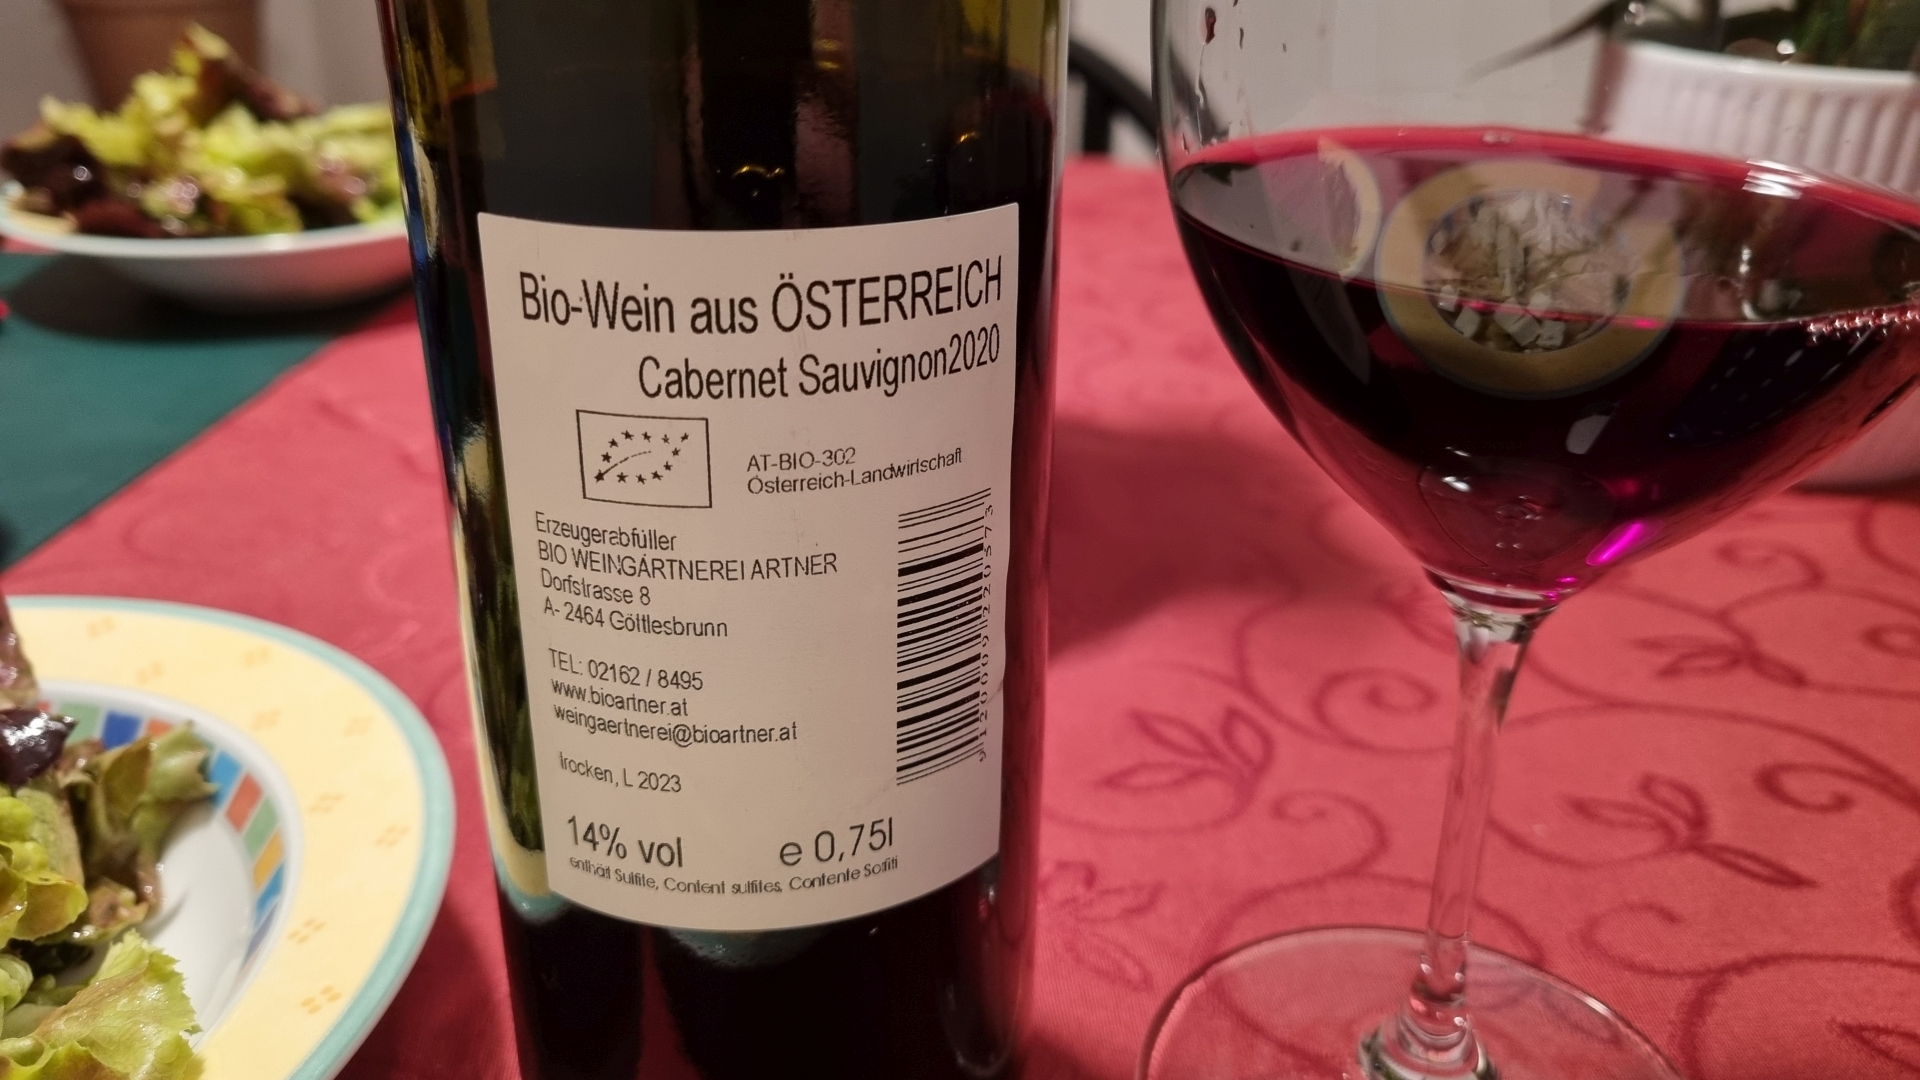 Bio-Wein aus ÖSTERREICH
Cabernet Sauvignon2020
AT-BIO-302
Österreich-Landwirtschaft
Erzeugerabfüller
BIO WEINGÄRTNEREI ARTNER
Dorfstrasse 8
A- 2464 Göttlesbrunn
TEL: 02162 / 8495
www.bioartner.at
weingaertnerei@bioartner.at
trocken, L 2023
14% vol
e 0,75l
enthält Sulfite, Content sulfites, Contente Solfiti